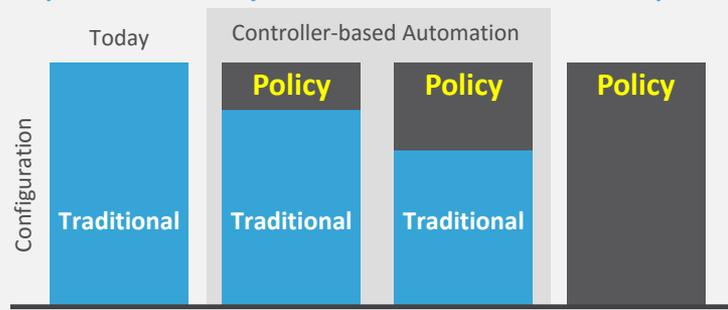 Today
Controller-based Automation
Configuration
Traditional
Policy
Traditional
Policy
Traditional
Policy